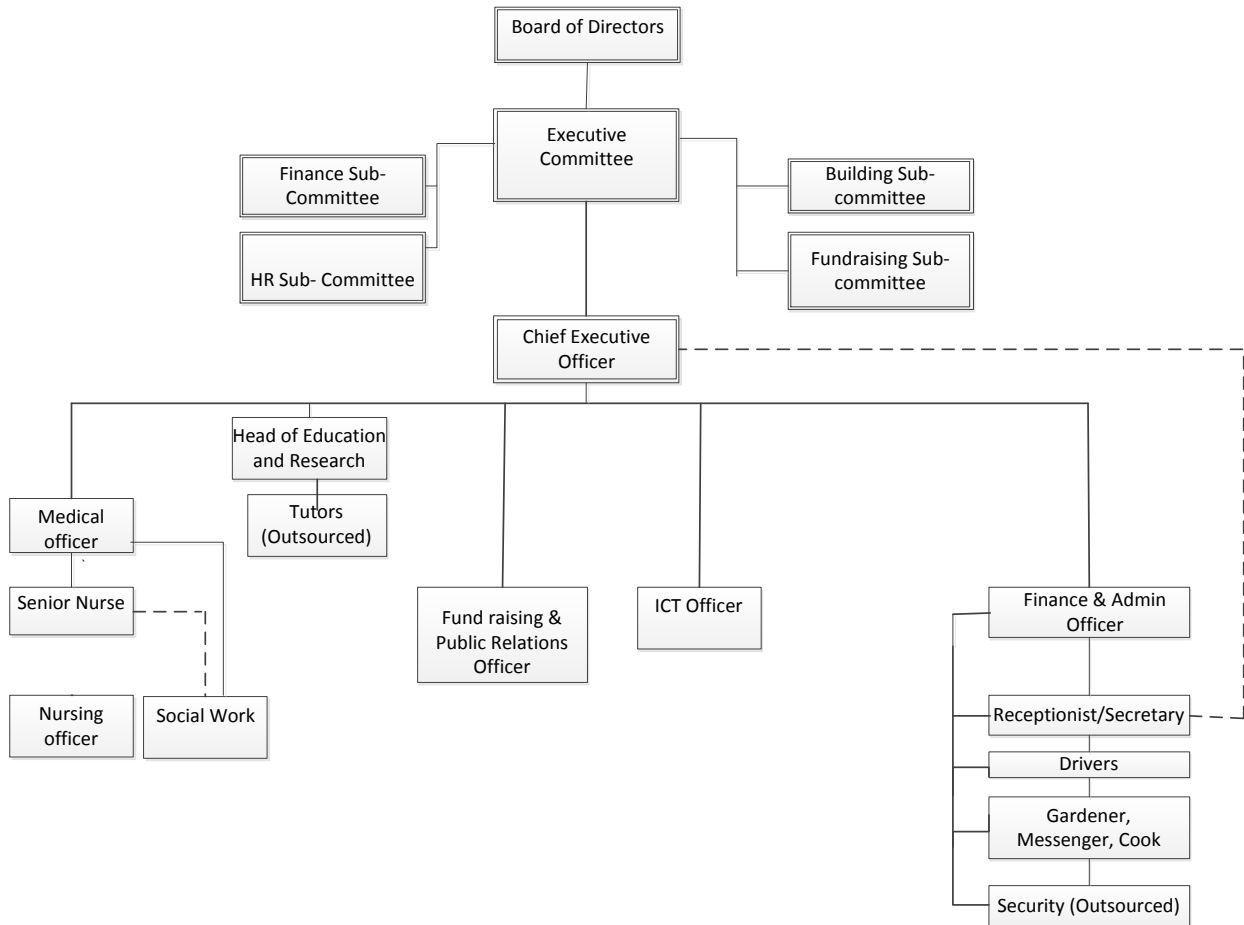 Board of Directors
Executive
Committee
Finance Sub-
Committee
Building Sub-
committee
HR Sub- Committee
Fundraising Sub-
committee
Chief Executive
Officer
Head of Education
and Research
Tutors
(Outsourced)
Medical
officer
Senior Nurse
Nursing
officer
Social Work
Fund raising &
Public Relations
Officer
ICT Officer
Finance & Admin
Officer
Receptionist/Secretary
Drivers
Gardener,
Messenger, Cook
Security (Outsourced)